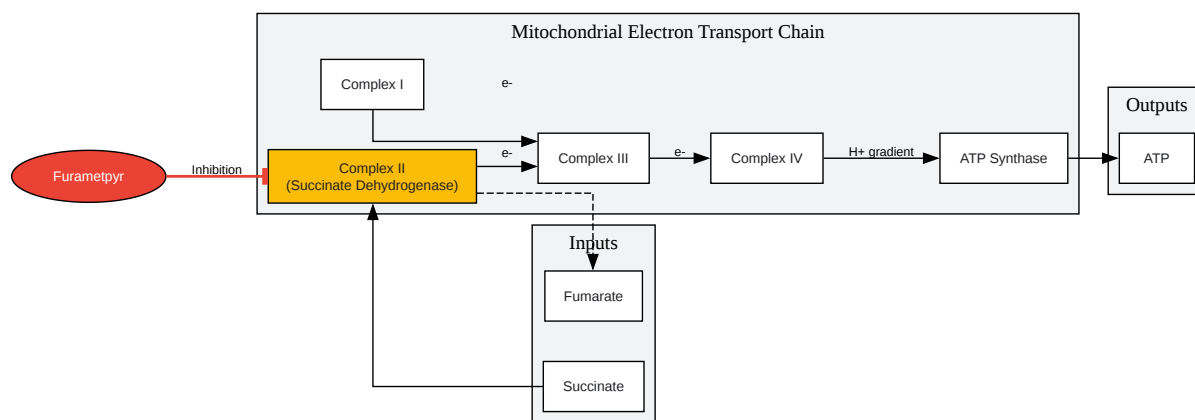 Mitochondrial Electron Transport Chain
Complex I
e-
Outputs
Furametpyr
Inhibition
Complex II
(Succinate Dehydrogenase)
e-
Complex III
e-
Complex IV
H+ gradient
ATP Synthase
ATP
Inputs
Fumarate
Succinate